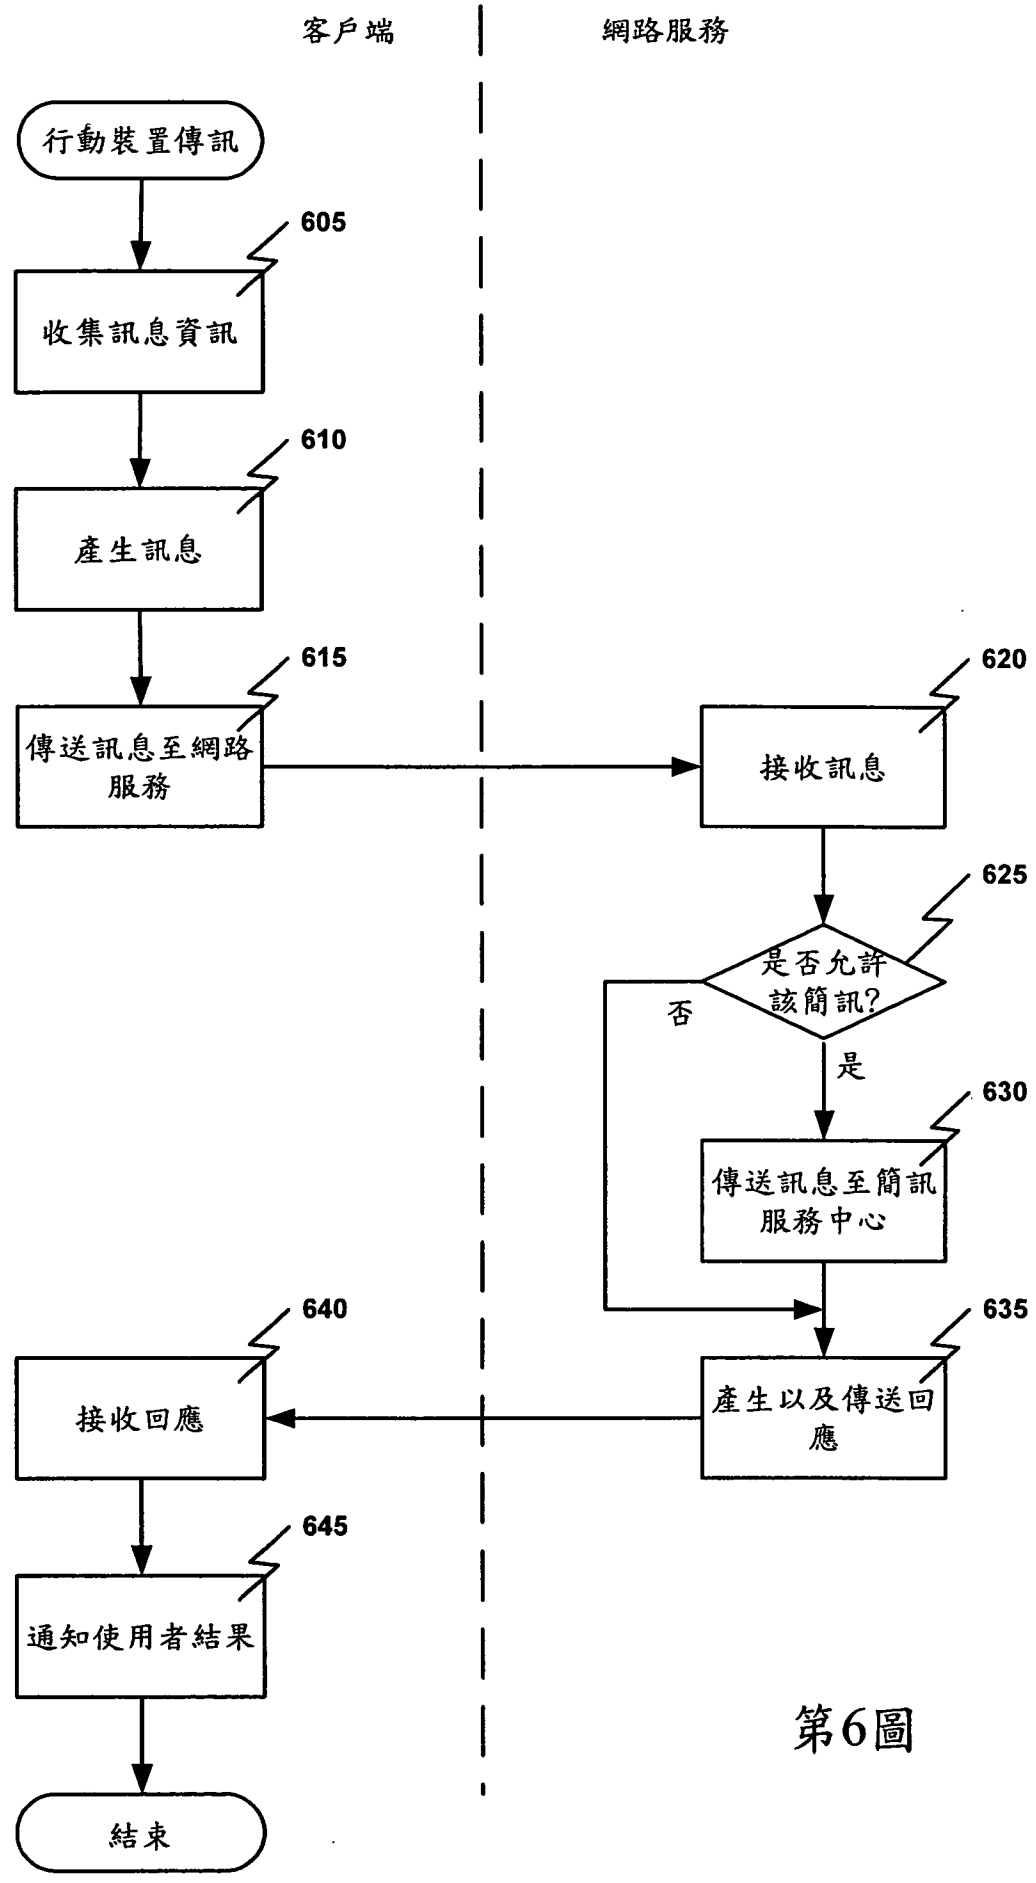 客戶端
網路服務
行動裝置傳訊
605
收集訊息資訊
610
產生訊息
615
傳送訊息至網路
服務
620
接收訊息
625
是否允許
該簡訊?
否
是
630
傳送訊息至簡訊
服務中心
635
產生以及傳送回
應
640
接收回應
645
通知使用者結果
結束
第6圖